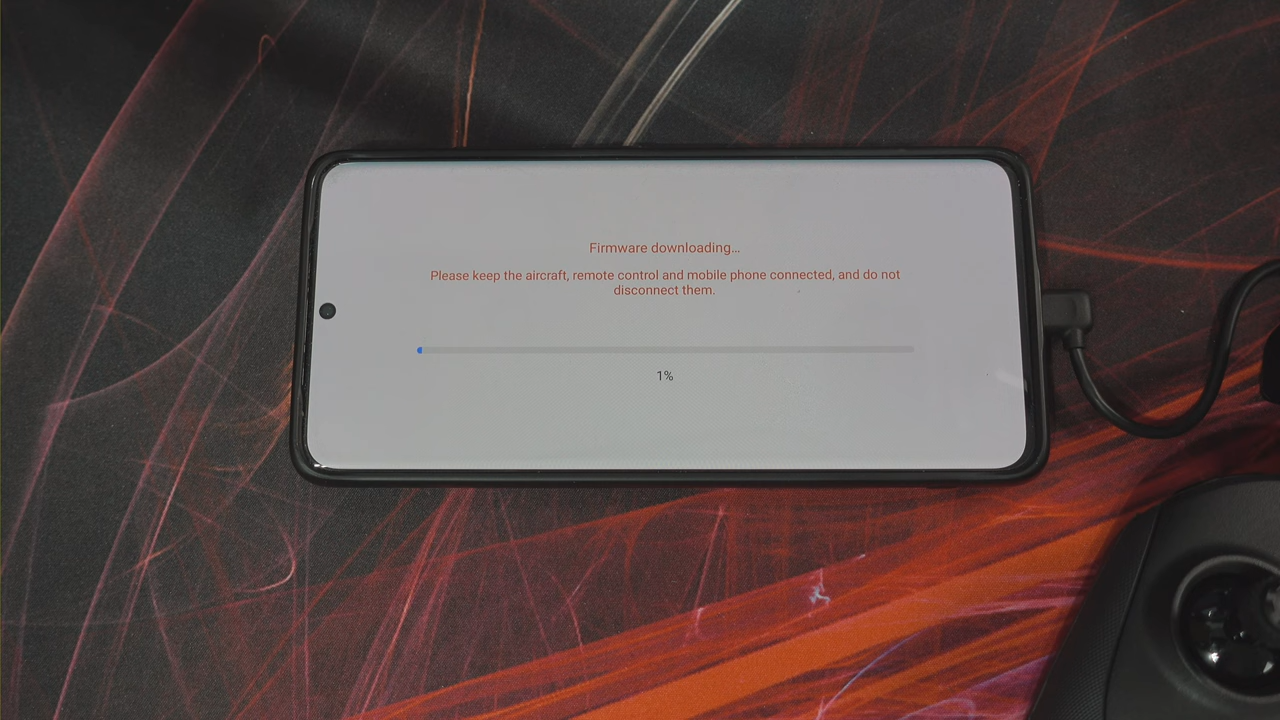 Firmware downloading...
Please keep the aircraft, remote control and mobile phone connected, and do not
disconnect them.
1%